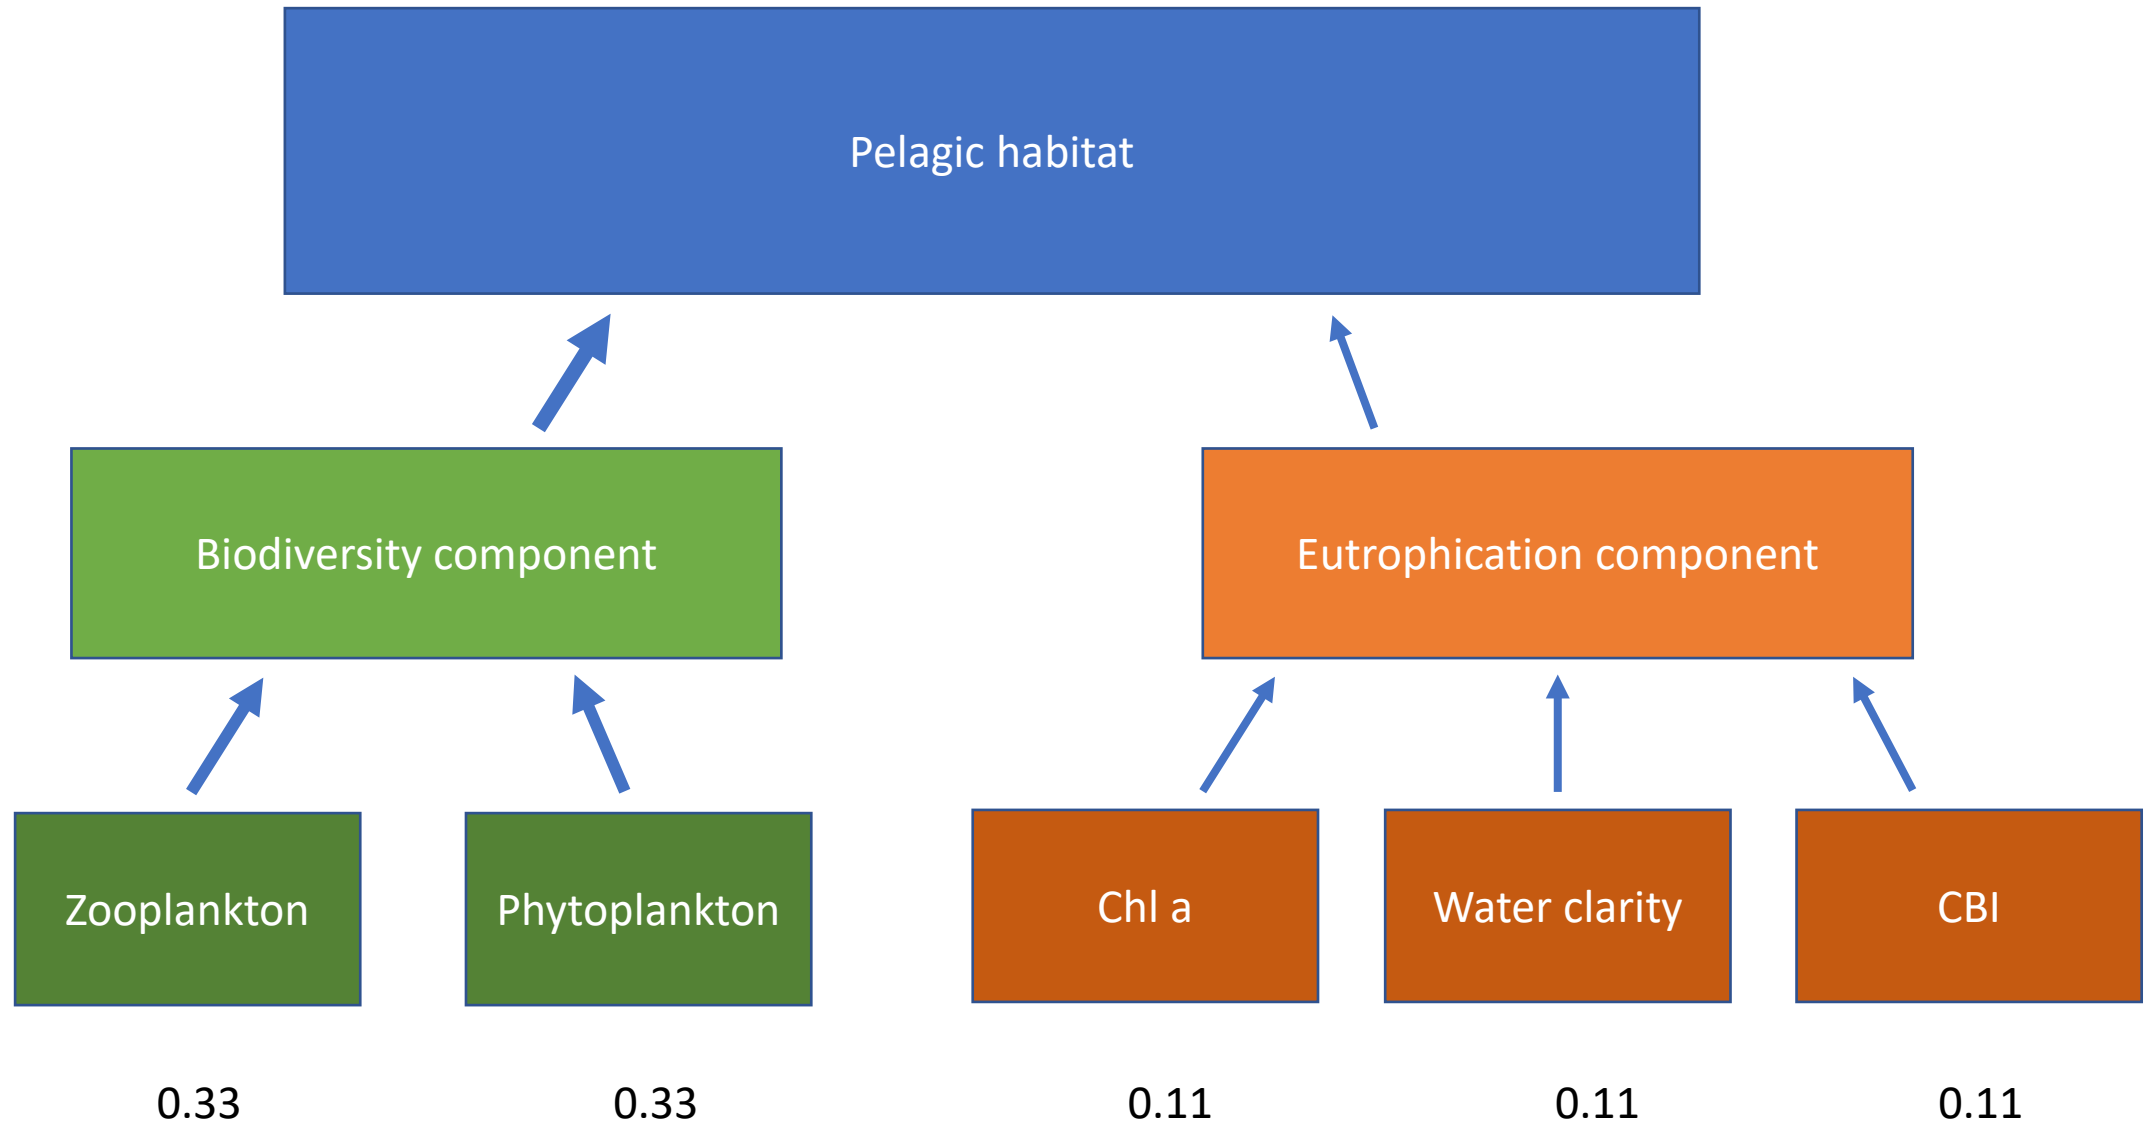 Pelagic habitat
Biodiversity component
Eutrophication component
Zooplankton
Phytoplankton
Chl a
Water clarity
CBI
0.33
0.33
0.11
0.11
0.11